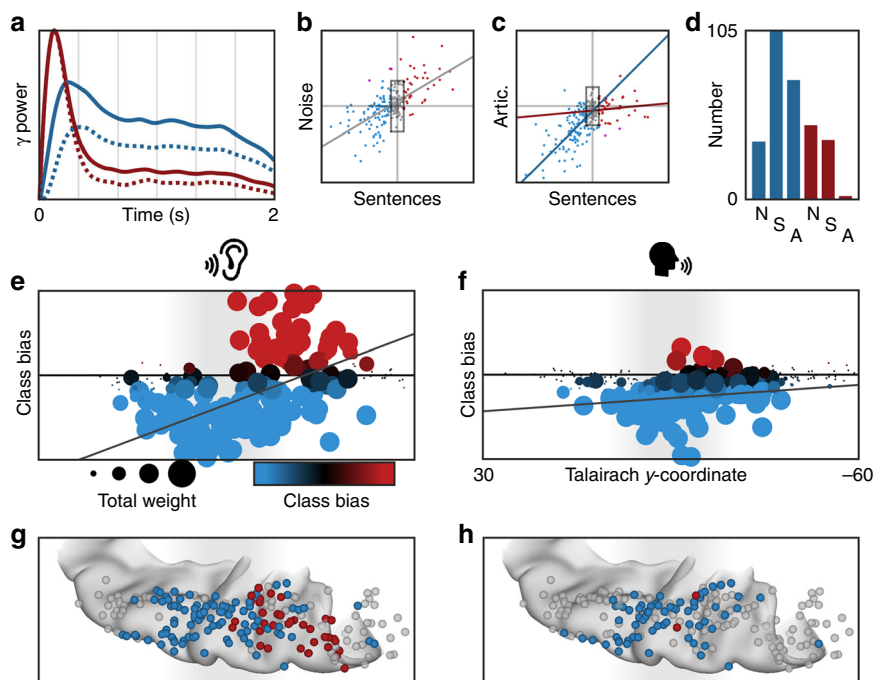 a
γ power
0
Time (s)
2
b
Noise
Sentences
c
Artic.
Sentences
d
105
Number
0
N
S
A
N
S
A
e
Class bias
Total weight
Class bias
f
Class bias
30
Talairach y-coordinate
–60
g
h